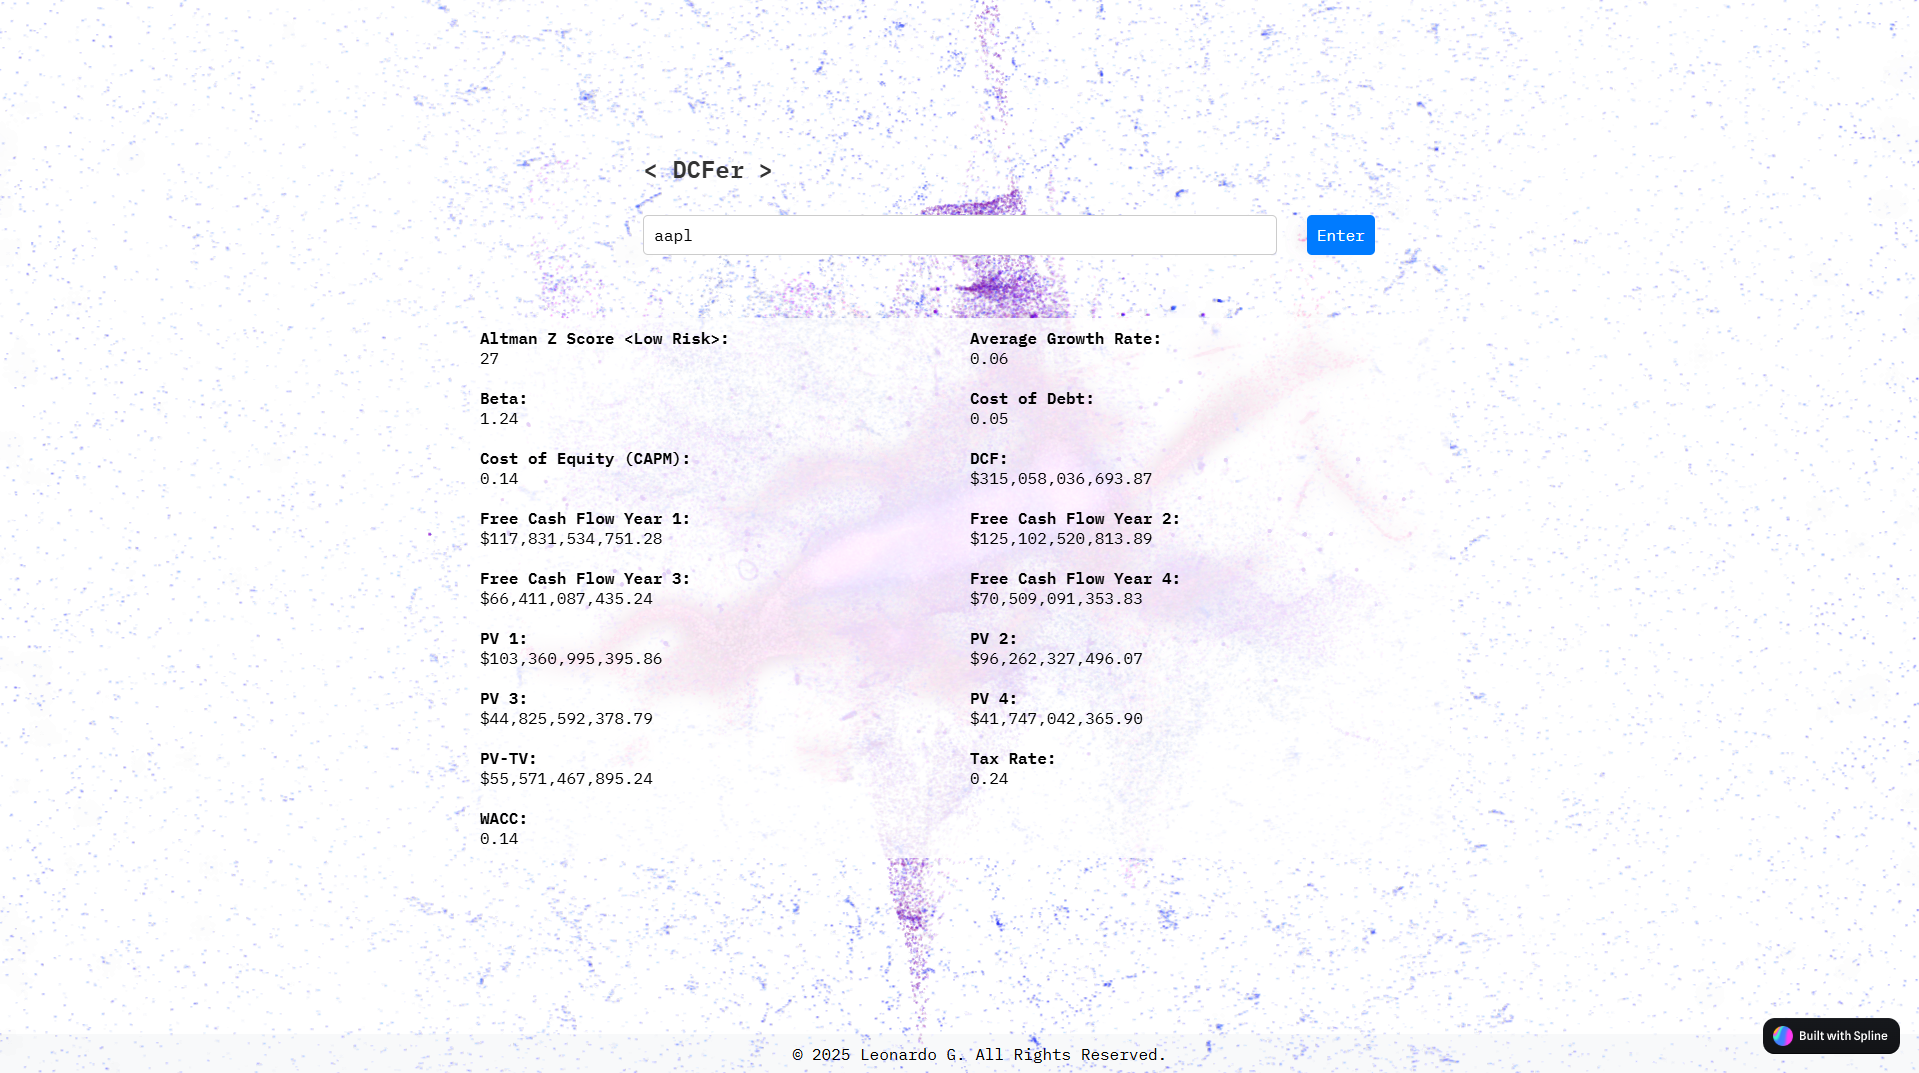 < DCFer >
aapl
Enter
Altman Z Score <Low Risk>:
27
Average Growth Rate:
0.06
Beta:
1.24
Cost of Debt:
0.05
Cost of Equity (CAPM):
0.14
DCF:
$315,058,036,693.87
Free Cash Flow Year 1:
$117,831,534,751.28
Free Cash Flow Year 2:
$125,102,520,813.89
Free Cash Flow Year 3:
$66,411,087,435.24
Free Cash Flow Year 4:
$70,509,091,353.83
PV 1:
$103,360,995,395.86
PV 2:
$96,262,327,496.07
PV 3:
$44,825,592,378.79
PV 4:
$41,747,042,365.90
PV-TV:
$55,571,467,895.24
Tax Rate:
0.24
WACC:
0.14
Built with Spline
© 2025 Leonardo G. All Rights Reserved.